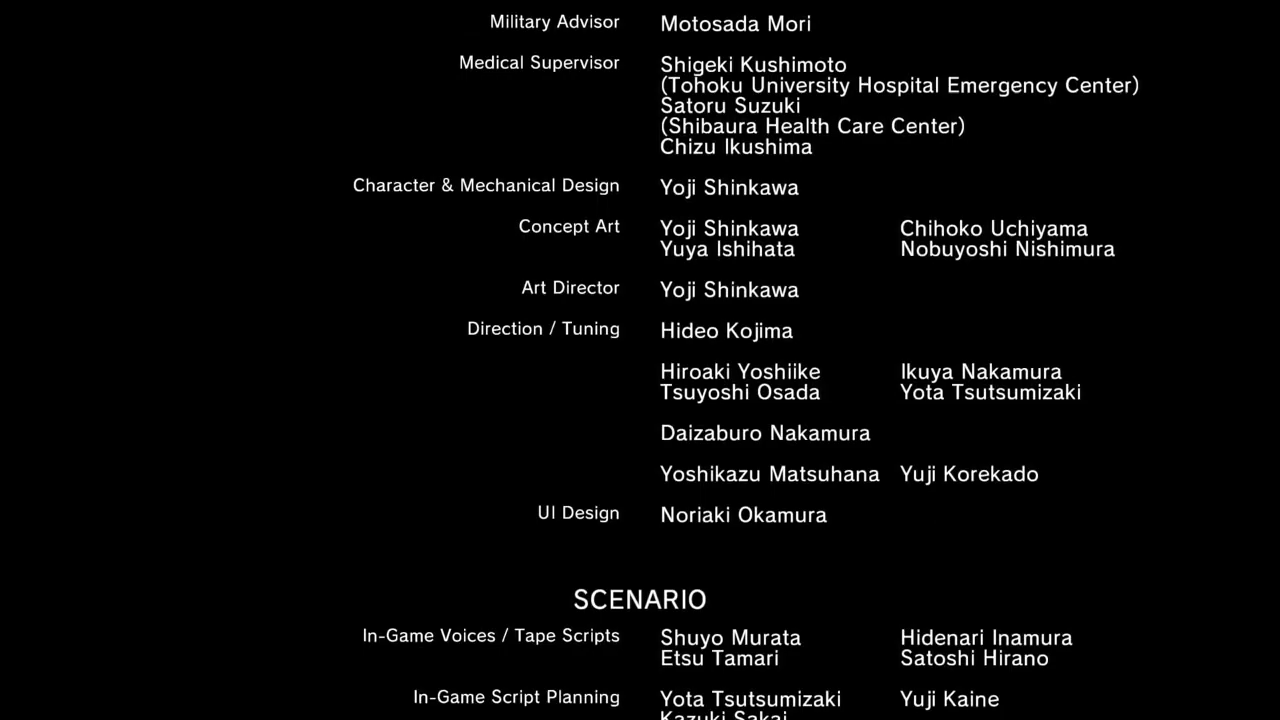 Military Advisor Motosada Mori
Medical Supervisor Shigeki Kushimoto
(Tohoku University Hospital Emergency Center)
Satoru Suzuki
(Shibaura Health Care Center)
Chizu Ikushima
Character & Mechanical Design Yoji Shinkawa
Concept Art Yoji Shinkawa Chihoko Uchiyama
Yuya Ishihata Nobuyoshi Nishimura
Art Director Yoji Shinkawa
Direction / Tuning Hideo Kojima
Hiroaki Yoshiike Ikuya Nakamura
Tsuyoshi Osada Yota Tsutsumizaki
Daizaburo Nakamura
Yoshikazu Matsuhana Yuji Korekado
UI Design Noriaki Okamura
SCENARIO
In-Game Voices / Tape Scripts Shuyo Murata Hidenari Inamura
Etsu Tamari Satoshi Hirano
In-Game Script Planning Yota Tsutsumizaki Yuji Kaine
Kazuki Sakai